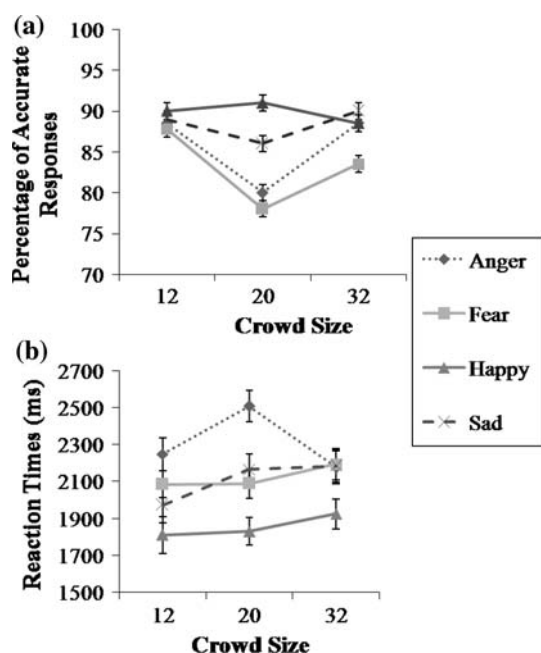 (a)
Percentage of Accurate
Responses
100
95
90
85
80
75
70
12 20 32
Crowd Size
Anger
Fear
Happy
Sad
(b)
Reaction Times (ms)
2700
2500
2300
2100
1900
1700
1500
12 20 32
Crowd Size